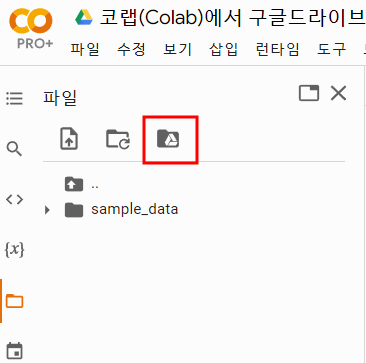 코랩(Colab)에서 구글드라이브
PRO+
파일 수정 보기 삽입 런타임 도구
파일
..
sample_data
{x}